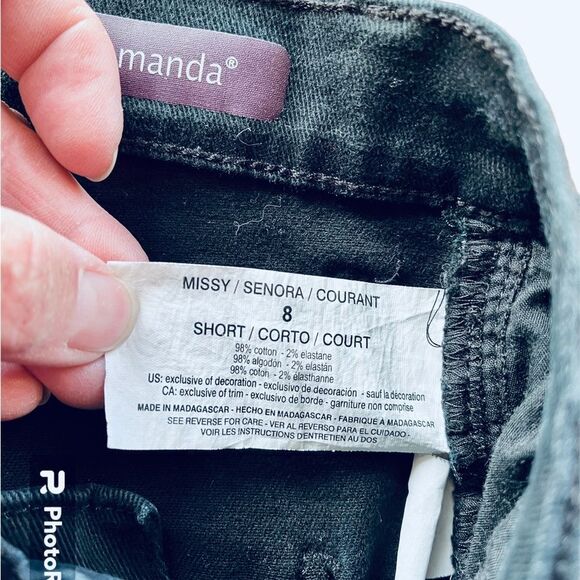 manda®
MISSY / SENORA / COURANT
8
SHORT / CORTO / COURT
98% cotton - 2% elastane
98% algodón - 2% elastán
98% coton - 2% élasthanne
US: exclusive of decoration - exclusivo de decoración - sauf la décoration
CA: exclusive of trim - exclusivo de borde - garniture non comprise
MADE IN MADAGASCAR - HECHO EN MADAGASCAR - FABRIQUE A MADAGASCAR
SEE REVERSE FOR CARE - VER AL REVERSO PARA EL CUIDADO -
VOIR LES INSTRUCTIONS D'ENTRETIEN AU DOS
PhotoR